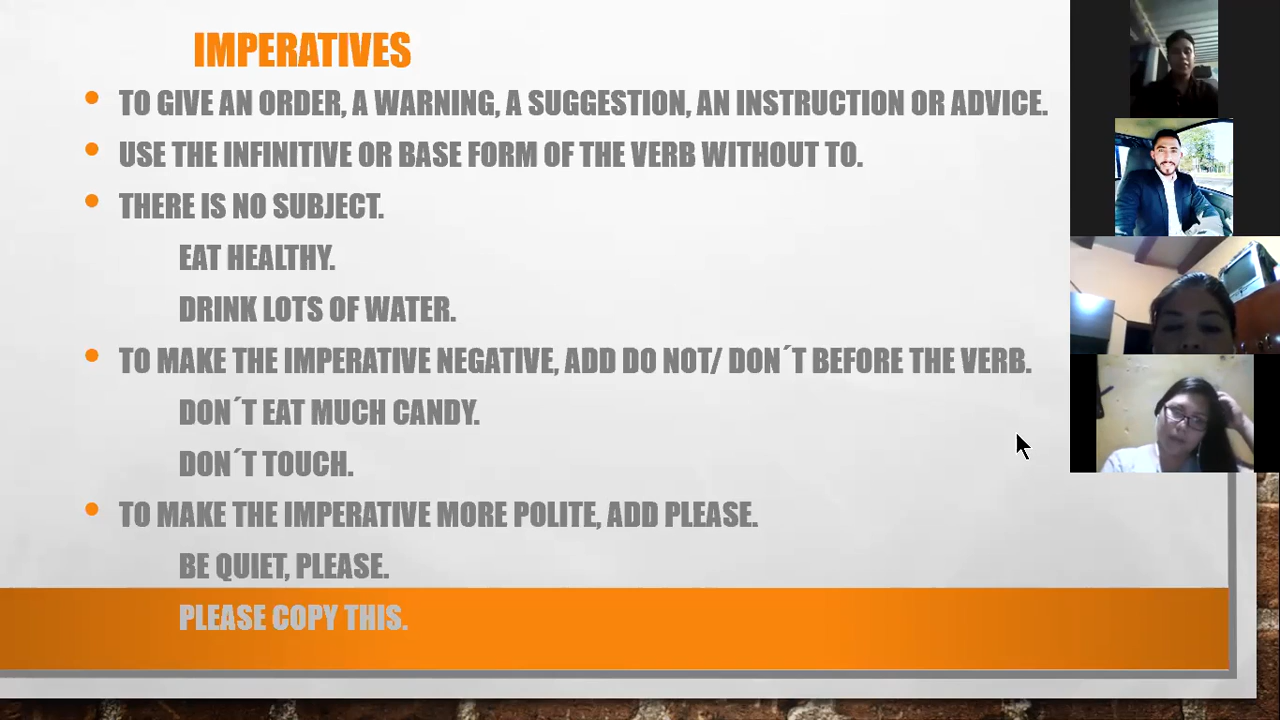 IMPERATIVES
TO GIVE AN ORDER, A WARNING, A SUGGESTION, AN INSTRUCTION OR ADVICE.
USE THE INFINITIVE OR BASE FORM OF THE VERB WITHOUT TO.
THERE IS NO SUBJECT.
EAT HEALTHY.
DRINK LOTS OF WATER.
TO MAKE THE IMPERATIVE NEGATIVE, ADD DO NOT/ DON´T BEFORE THE VERB.
DON´T EAT MUCH CANDY.
DON´T TOUCH.
TO MAKE THE IMPERATIVE MORE POLITE, ADD PLEASE.
BE QUIET, PLEASE.
PLEASE COPY THIS.